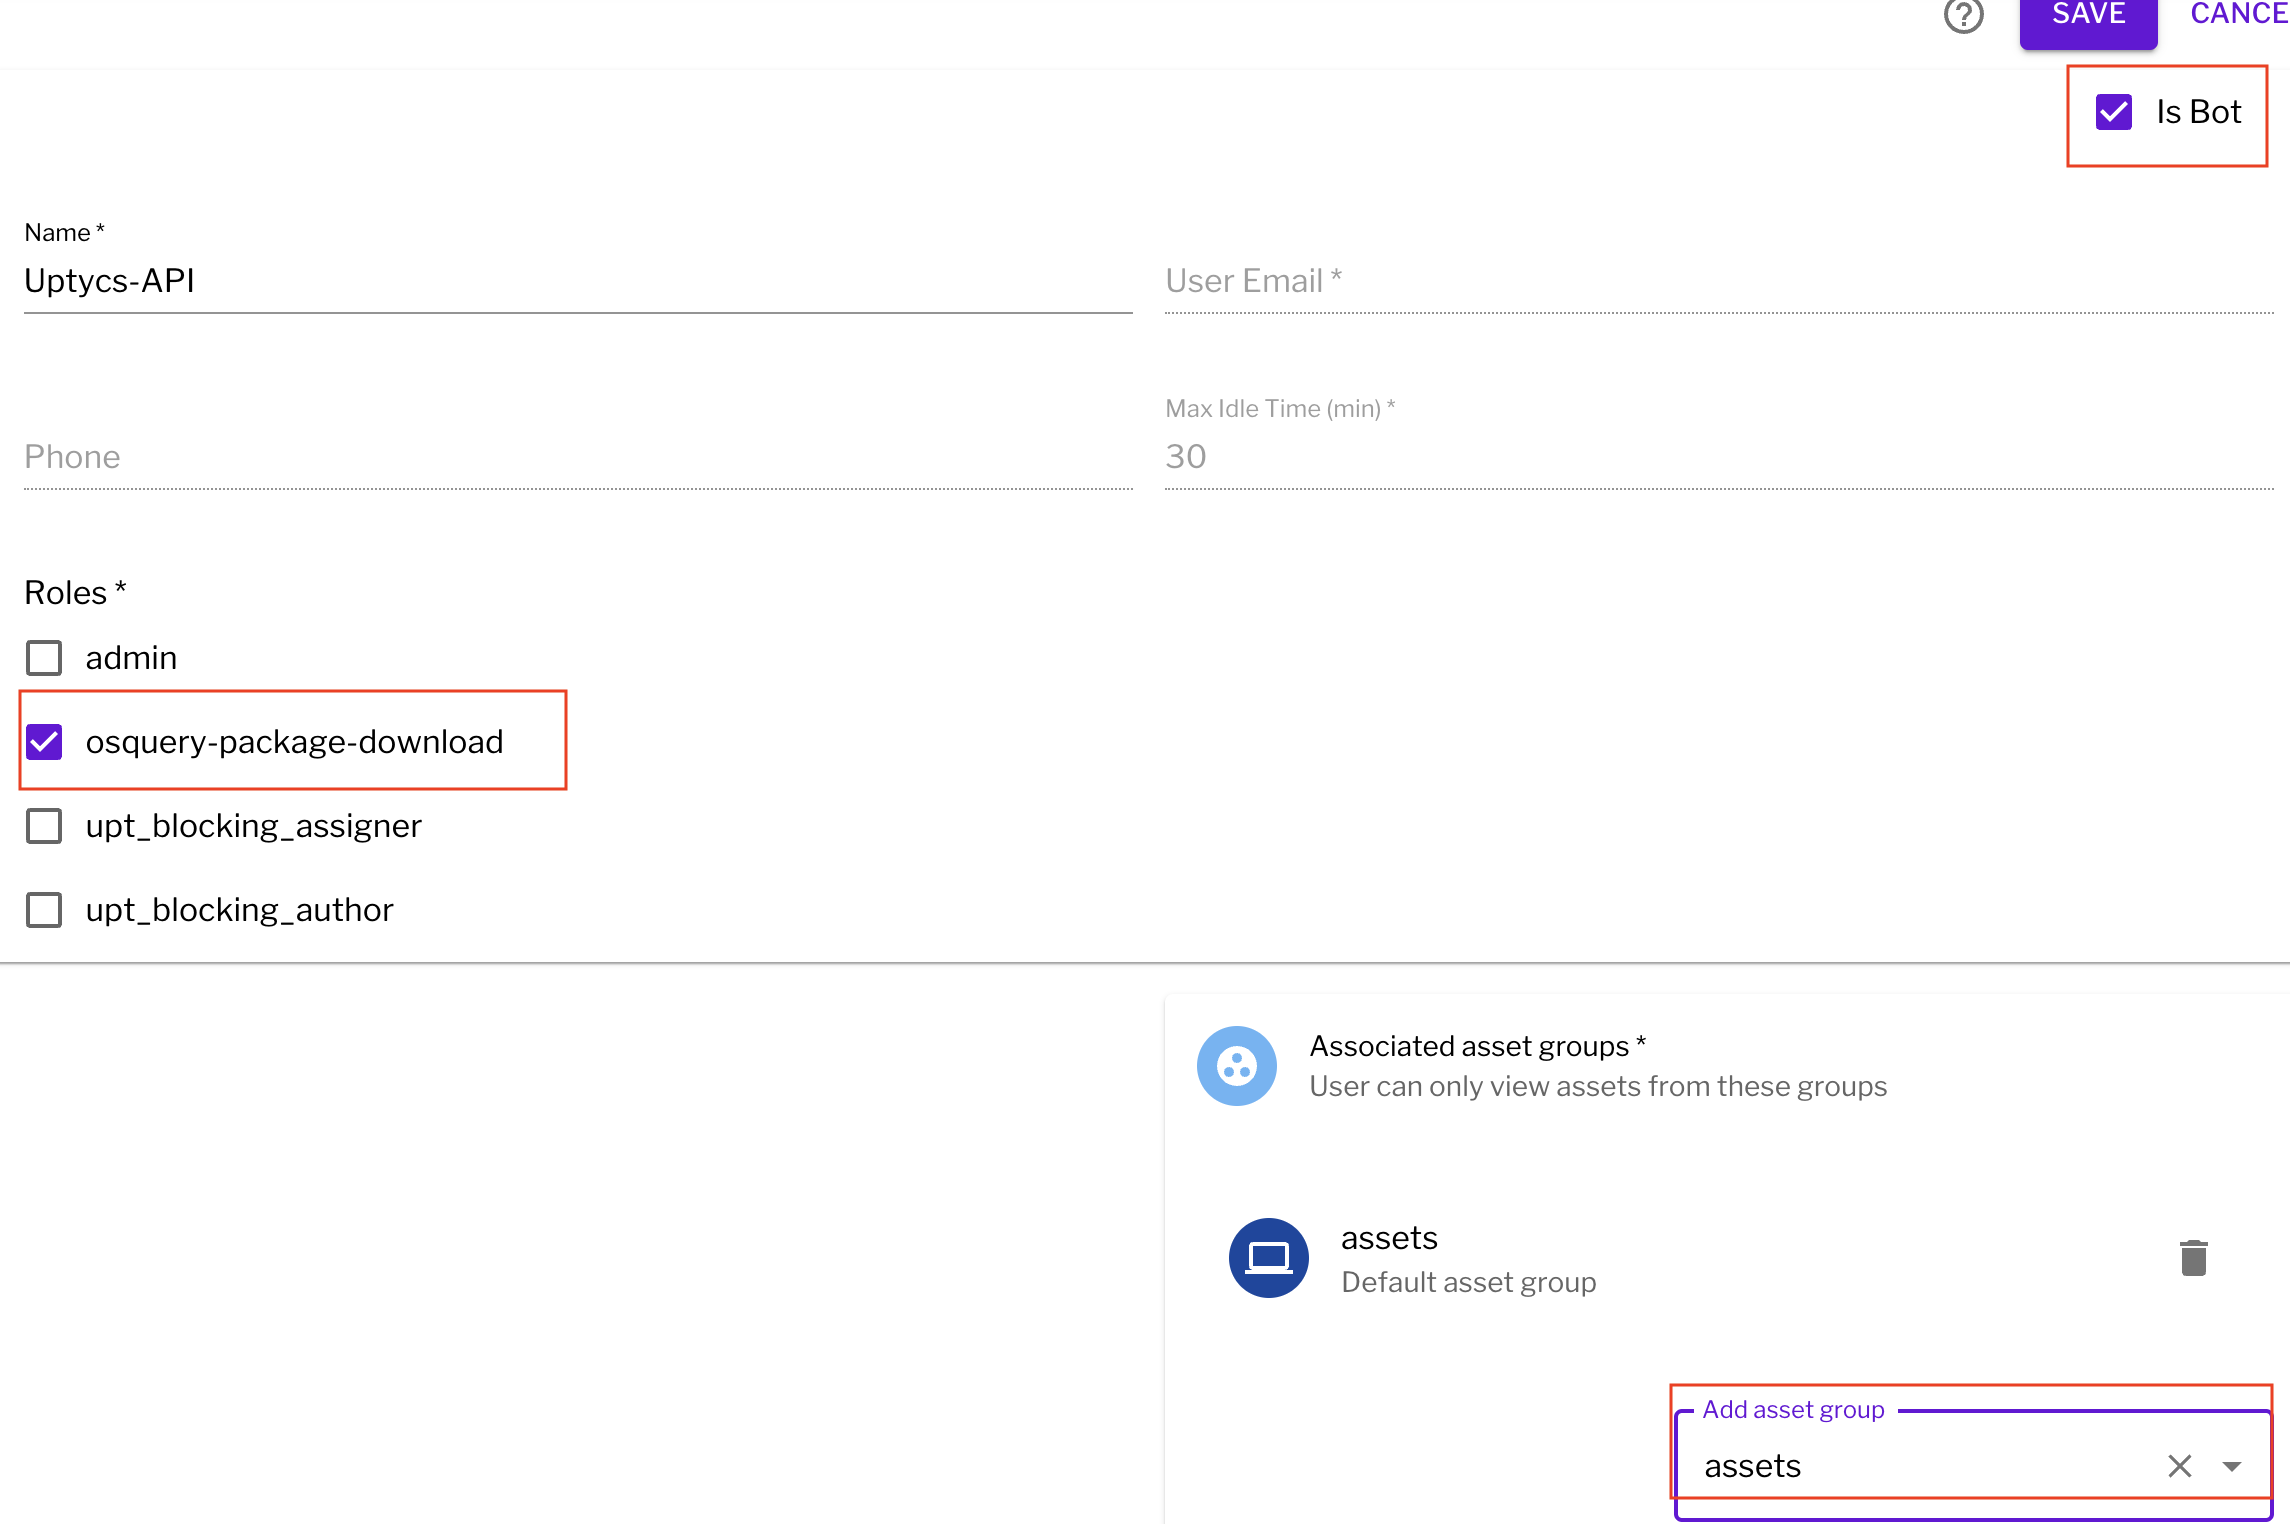 SAVE
CANCE
Is Bot
Name *
Uptycs-API
User Email *
Phone
Max Idle Time (min) *
30
Roles *
admin
osquery-package-download
upt_blocking_assigner
upt_blocking_author
Associated asset groups *
User can only view assets from these groups
assets
Default asset group
Add asset group
assets